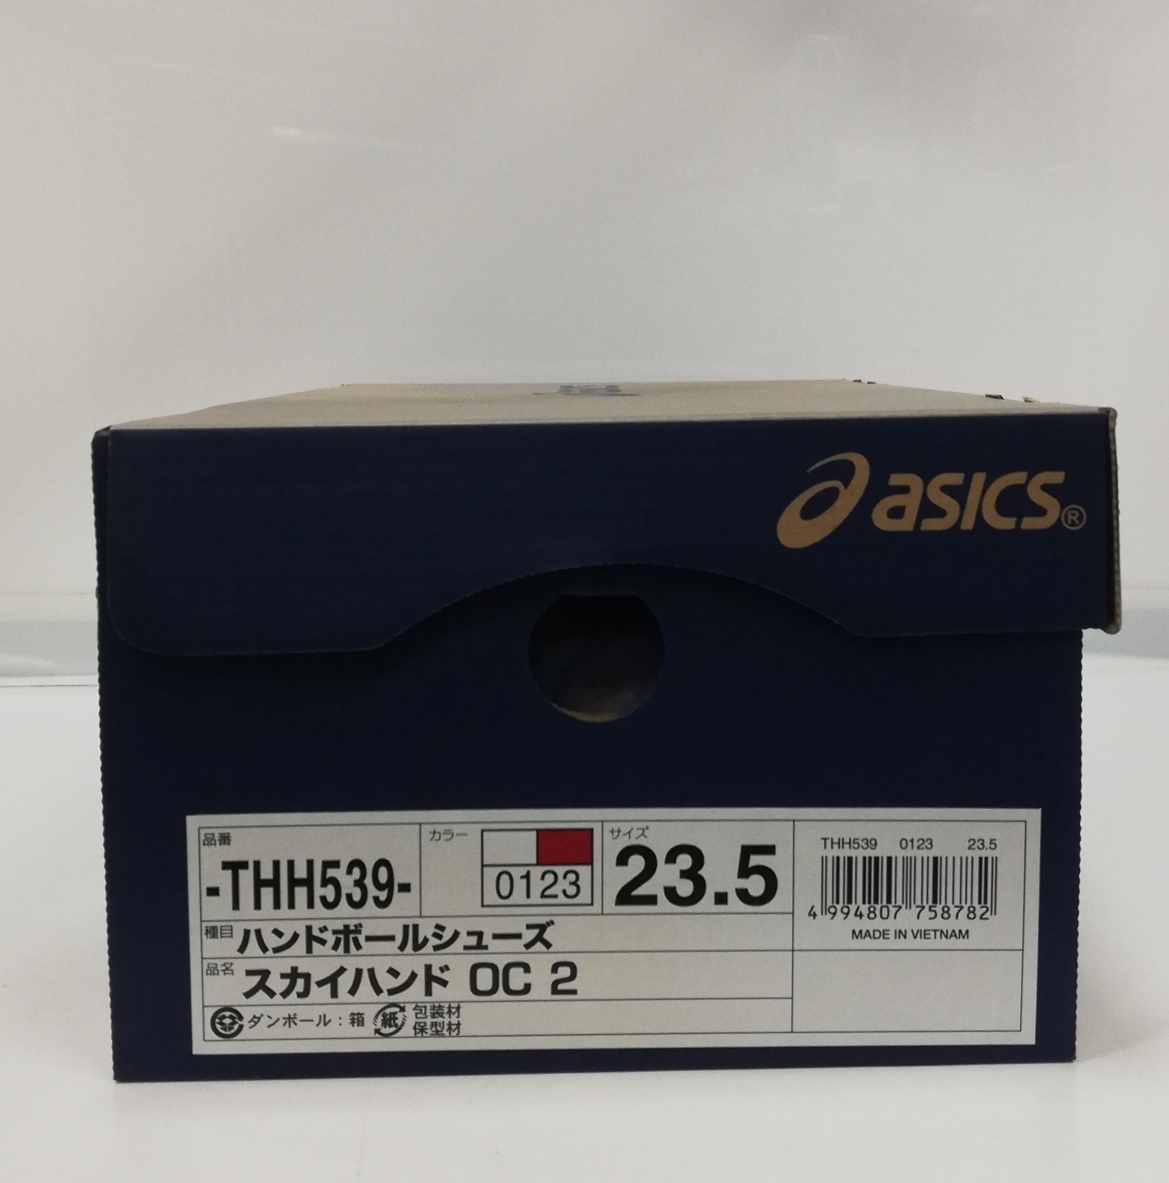 asics®
品番
-THH539-
カラー
0123
サイズ
23.5
THH539 0123 23.5
4 994807 758782
MADE IN VIETNAM
種目 ハンドボールシューズ
品名 スカイハンド OC 2
ダンボール：箱 紙 包装材
保型材